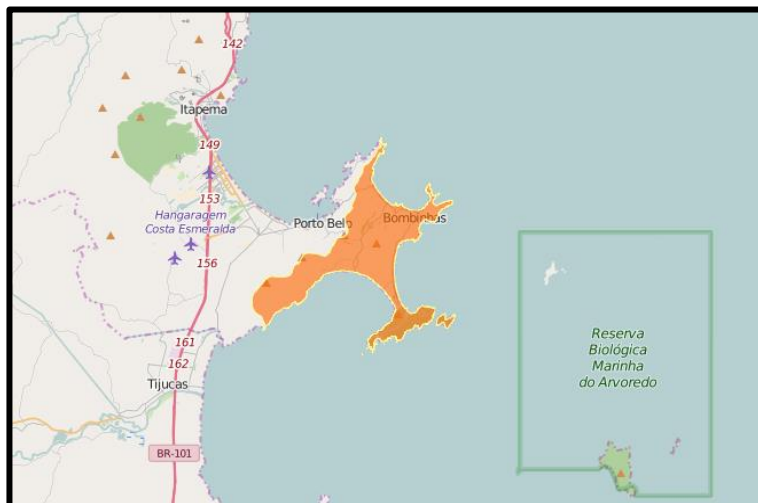 142
Itapema
149
153
Hangaragem
Costa Esmeralda
Porto Belo
Bombinhas
156
161
162
Tijucas
BR-101
Reserva
Biológica
Marinha
do Arvoredo